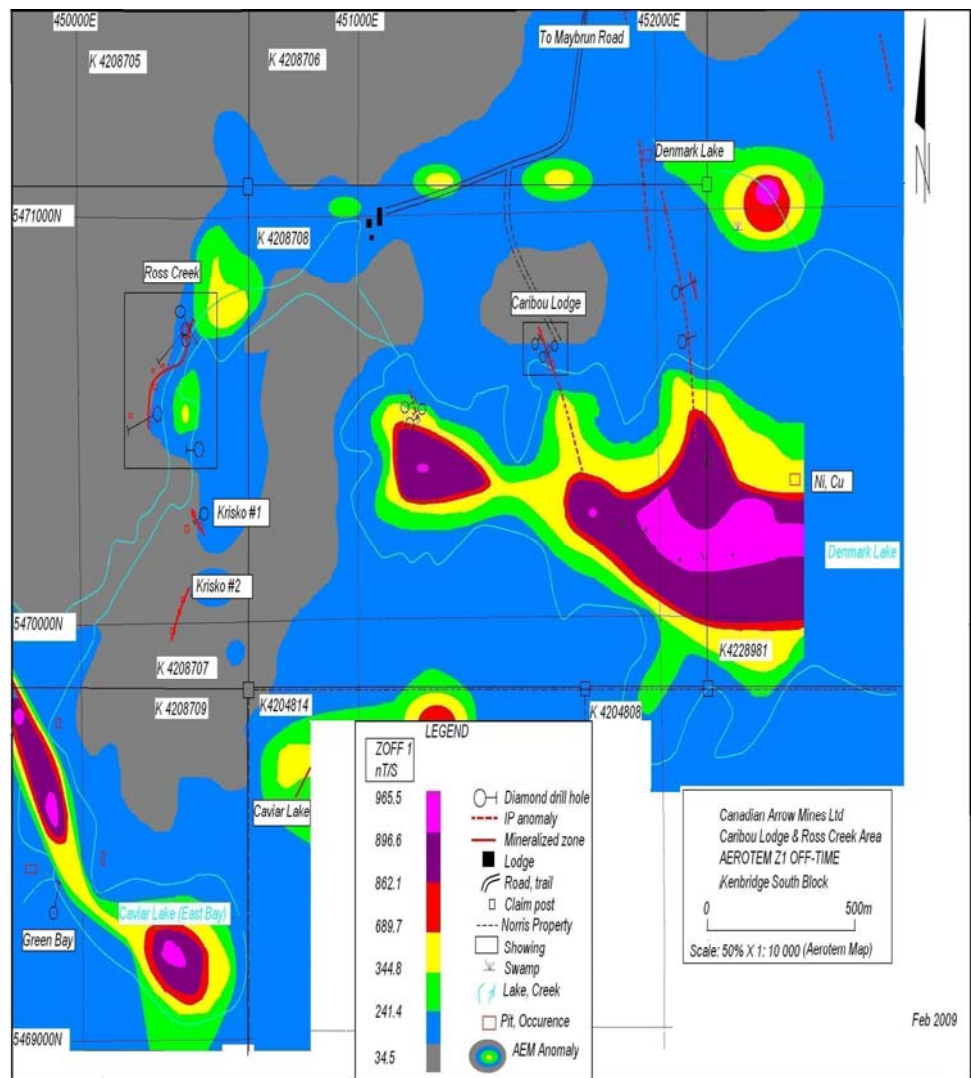 450000E
451000E
452000E
To Maybrun Road
K 4208705
K 4208706
Denmark Lake
N
5471000N
K 4208708
Ross Creek
Caribou Lodge
Ni, Cu
Krisko #1
Denmark Lake
Krisko #2
5470000N
K4228981
K 4208707
K 4208709
K4204814
K 4204808
Caviar Lake
Caviar Lake (East Bay)
Green Bay
5469000N
LEGEND
ZOFF 1
nT/S
965.5
896.6
862.1
689.7
344.8
241.4
34.5
Diamond drill hole
IP anomaly
Mineralized zone
Lodge
Road, trail
Claim post
Norris Property
Showing
Swamp
Lake, Creek
Pit, Occurence
AEM Anomaly
Canadian Arrow Mines Ltd
Caribou Lodge & Ross Creek Area
AEROTEM Z1 OFF-TIME
Kenbridge South Block
0 500m
Scale: 50% X 1: 10 000 (Aerotem Map)
Feb 2009